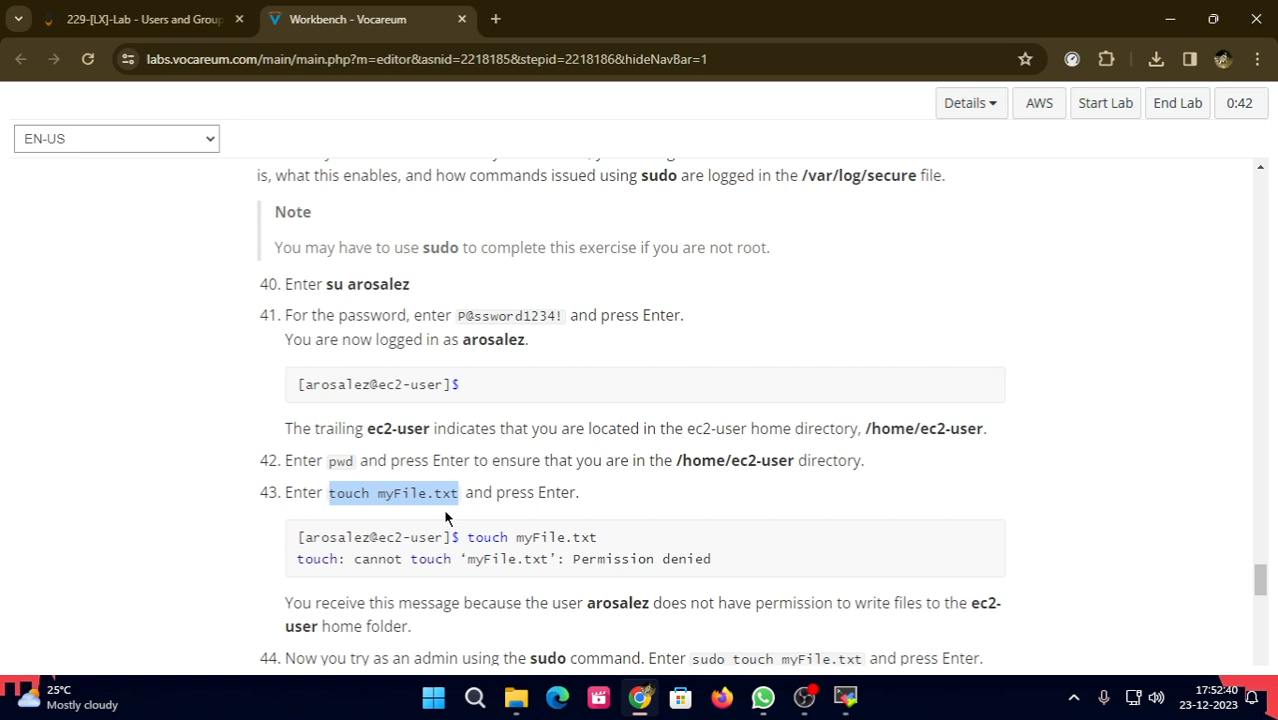 229-[LX]-Lab - Users and Group
Workbench - Vocareum
labs.vocareum.com/main/main.php?m=editor&asnid=2218185&stepid=2218186&hideNavBar=1
Details AWS Start Lab End Lab 0:42
EN-US
is, what this enables, and how commands issued using sudo are logged in the /var/log/secure file.
Note
You may have to use sudo to complete this exercise if you are not root.
40. Enter su arosalez
41. For the password, enter P@ssword1234! and press Enter.
You are now logged in as arosalez.
[arosalez@ec2-user]$
The trailing ec2-user indicates that you are located in the ec2-user home directory, /home/ec2-user.
42. Enter pwd and press Enter to ensure that you are in the /home/ec2-user directory.
43. Enter touch myFile.txt and press Enter.
[arosalez@ec2-user]$ touch myFile.txt
touch: cannot touch ‘myFile.txt’: Permission denied
You receive this message because the user arosalez does not have permission to write files to the ec2-
user home folder.
44. Now you try as an admin using the sudo command. Enter sudo touch myFile.txt and press Enter.
25°C
Mostly cloudy
17:52:40
23-12-2023